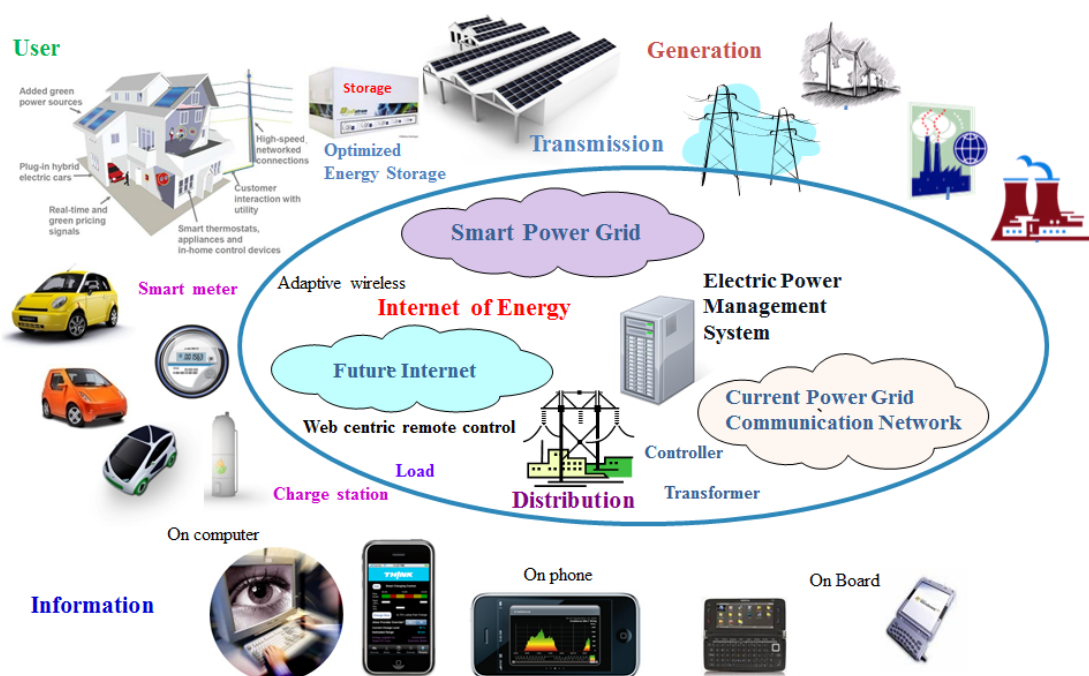 User
Generation
Storage
Added green
power sources
High-speed
networked
connections
Optimized
Energy Storage
Transmission
Plug-in hybrid
electric cars
Customer
interaction with
utility
Real-time and
green pricing
signals
Smart thermostats,
appliances and
in-home control devices
Smart Power Grid
Smart meter
Adaptive wireless
Internet of Energy
Electric Power
Management
System
Future Internet
Current Power Grid
Communication Network
Web centric remote control
Controller
Load
Charge station
Distribution
Transformer
On computer
On phone
On Board
Information
THINK